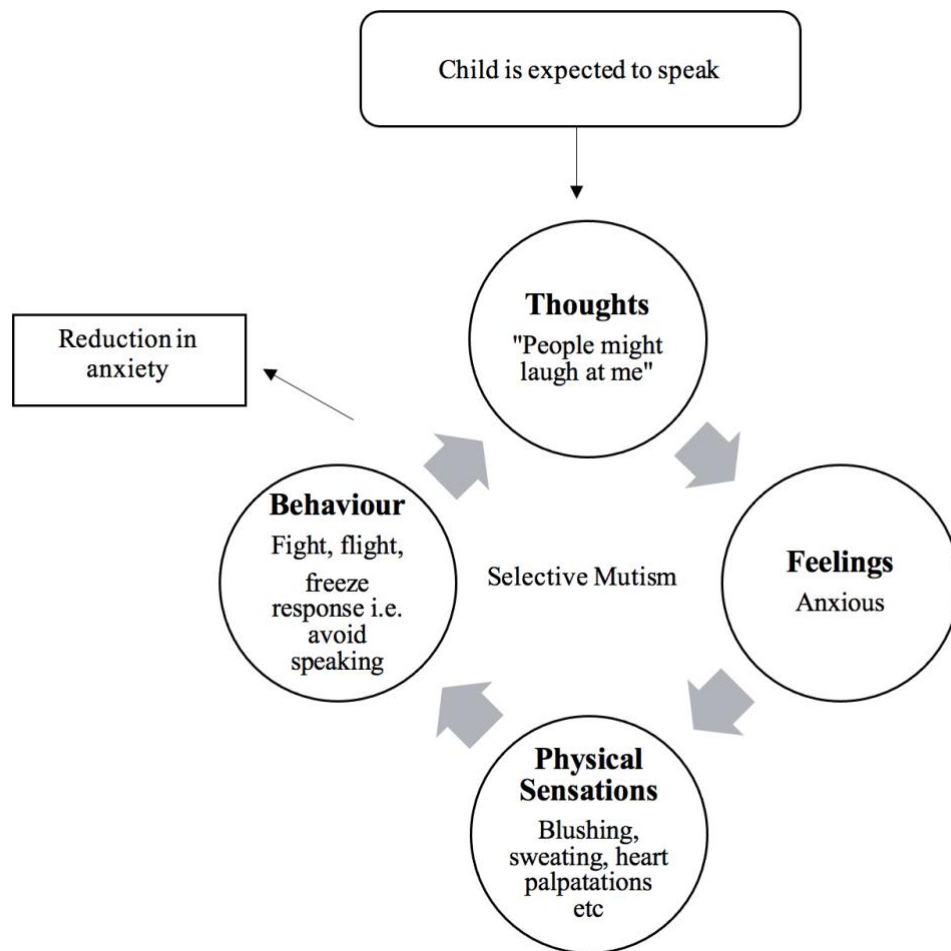 Child is expected to speak
Thoughts
"People might
laugh at me"
Reduction in
anxiety
Behaviour
Fight, flight,
freeze
response i.e.
avoid
speaking
Selective Mutism
Feelings
Anxious
Physical
Sensations
Blushing,
sweating, heart
palpatations
etc